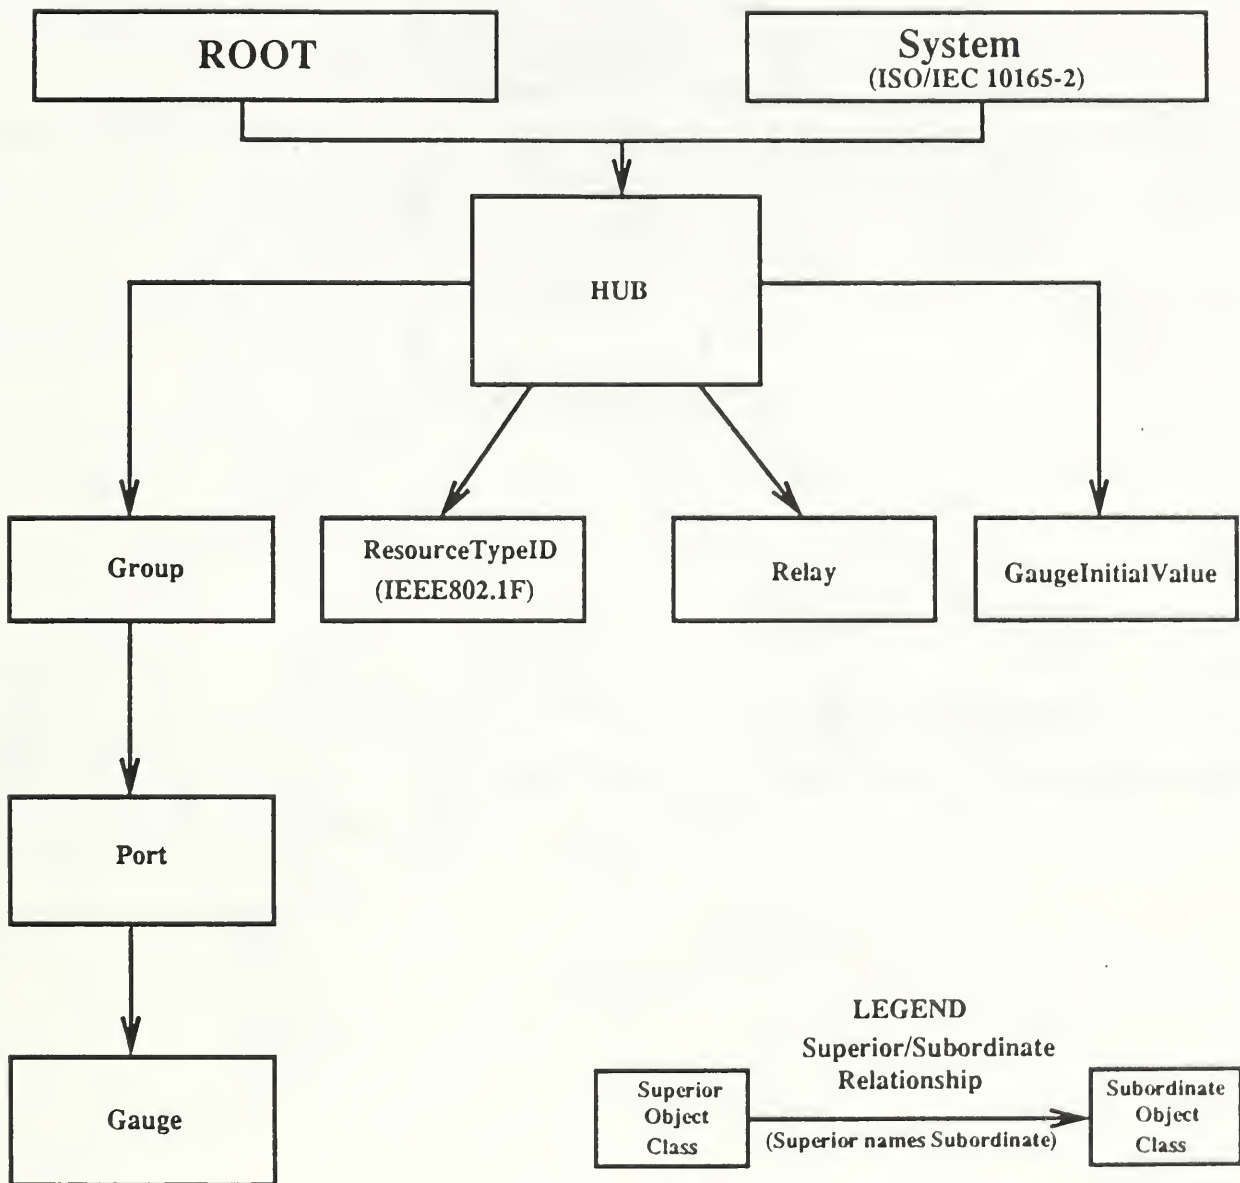 ROOT
System
(ISO/IEC 10165-2)
HUB
Group
ResourceTypeID
(IEEE802.1F)
Relay
GaugeInitialValue
Port
Gauge
LEGEND
Superior/Subordinate
Relationship
Superior
Object
Class
(Superior names Subordinate)
Subordinate
Object
Class